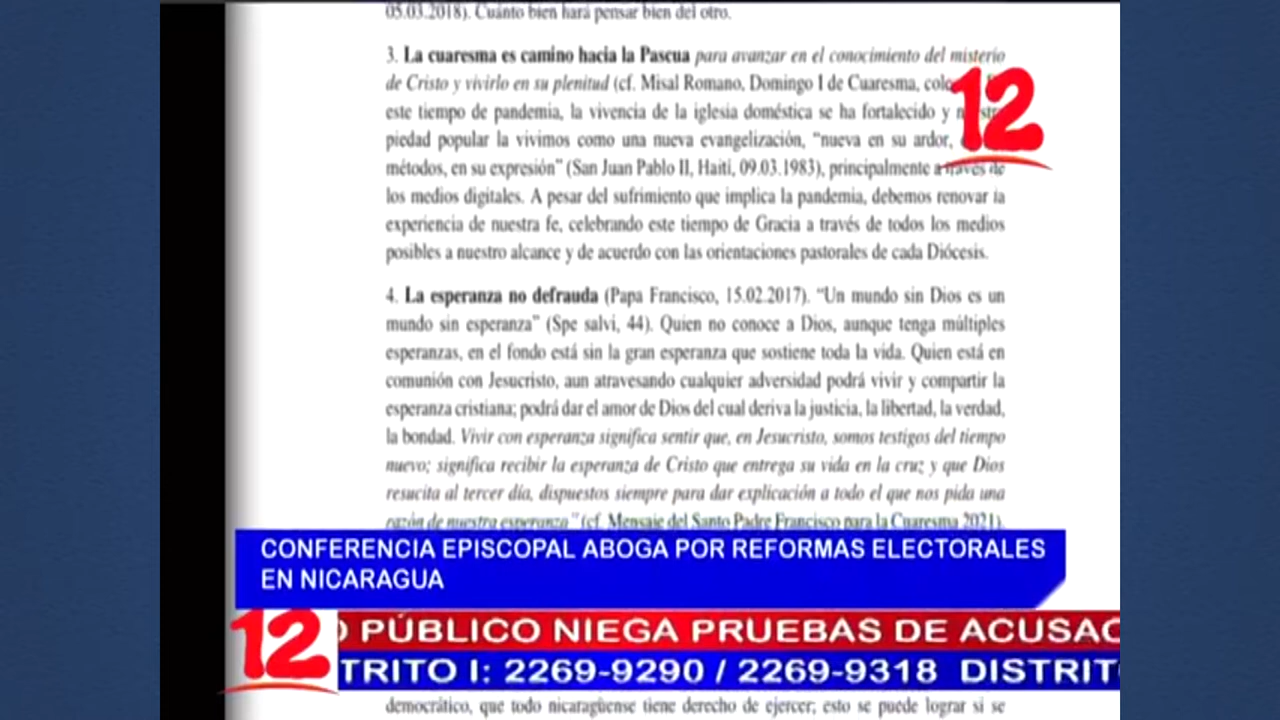 05.03.2018). Cuánto bien hará pensar bien del otro.
3. La cuaresma es camino hacia la Pascua para avanzar en el conocimiento del misterio
de Cristo y vivirlo en su plenitud (cf. Misal Romano, Domingo I de Cuaresma,
12
este tiempo de pandemia, la vivencia de la iglesia doméstica se ha fortalecido y
piedad popular la vivimos como una nueva evangelización, “nueva en su ardor,
métodos, en su expresión” (San Juan Pablo II, Haití, 09.03.1983), principalmente a través de
los medios digitales. A pesar del sufrimiento que implica la pandemia, debemos renovar la
experiencia de nuestra fe, celebrando este tiempo de Gracia a través de todos los medios
posibles a nuestro alcance y de acuerdo con las orientaciones pastorales de cada Diócesis.
4. La esperanza no defrauda (Papa Francisco, 15.02.2017). “Un mundo sin Dios es un
mundo sin esperanza” (Spe salvi, 44). Quien no conoce a Dios, aunque tenga múltiples
esperanzas, en el fondo está sin la gran esperanza que sostiene toda la vida. Quien está en
comunión con Jesucristo, aun atravesando cualquier adversidad podrá vivir y compartir la
esperanza cristiana; podrá dar el amor de Dios del cual deriva la justicia, la libertad, la verdad,
la bondad. Vivir con esperanza significa sentir que, en Jesucristo, somos testigos del tiempo
nuevo; significa recibir la esperanza de Cristo que entrega su vida en la cruz y que Dios
resucita al tercer día, dispuestos siempre para dar explicación a todo el que nos pida una
razón de nuestra esperanza” (cf. Mensaje del Santo Padre Francisco para la Cuaresma 2021).
CONFERENCIA EPISCOPAL ABOGA POR REFORMAS ELECTORALES
EN NICARAGUA
12
O PÚBLICO NIEGA PRUEBAS DE ACUSAC
TRITO I: 2269-9290 / 2269-9318 DISTRITO
democrático, que todo nicaragüense tiene derecho de ejercer; esto se puede lograr si se